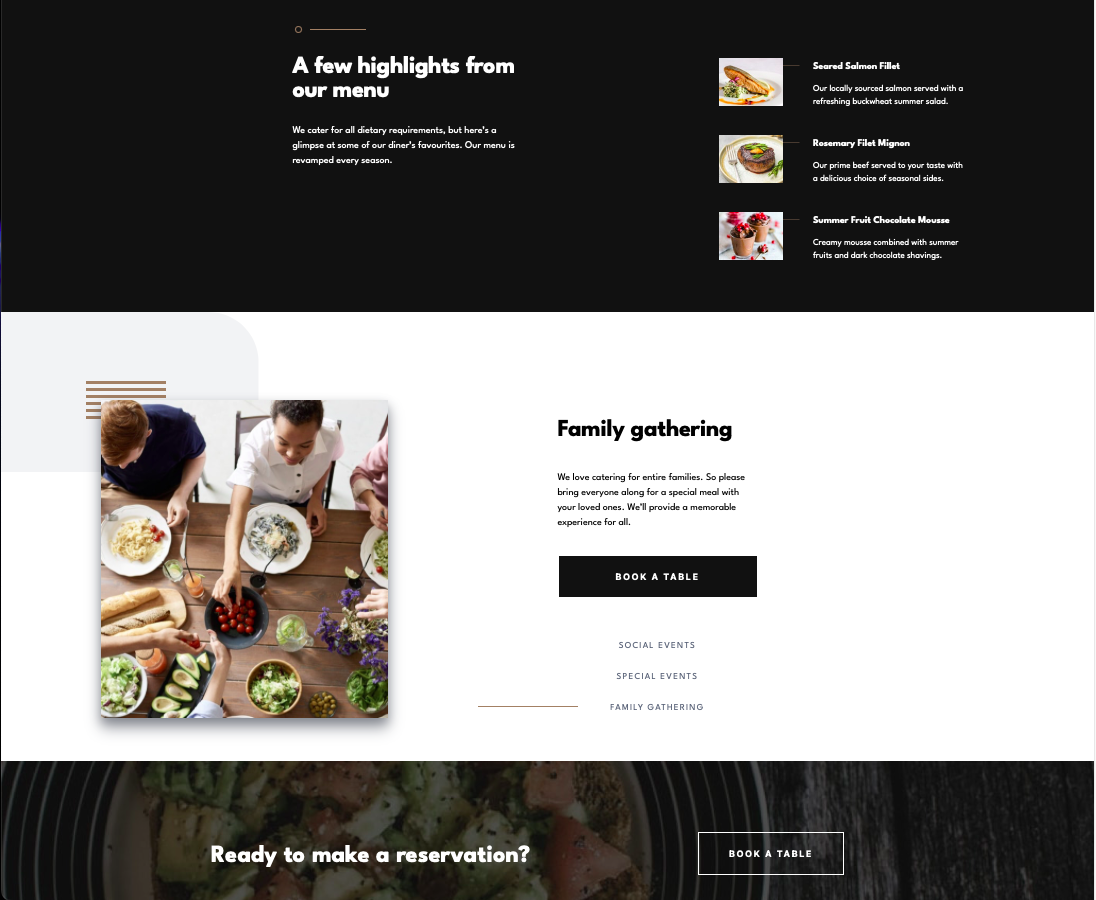 A few highlights from
our menu
We cater for all dietary requirements, but here's a
glimpse at some of our diner's favourites. Our menu is
revamped every season.
Seared Salmon Fillet
Our locally sourced salmon served with a
refreshing buckwheat summer salad.
Rosemary Filet Mignon
Our prime beef served to your taste with
a delicious choice of seasonal sides.
Summer Fruit Chocolate Mousse
Creamy mousse combined with summer
fruits and dark chocolate shavings.
Family gathering
We love catering for entire families. So please
bring everyone along for a special meal with
your loved ones. We'll provide a memorable
experience for all.
BOOK A TABLE
SOCIAL EVENTS
SPECIAL EVENTS
FAMILY GATHERING
Ready to make a reservation?
BOOK A TABLE